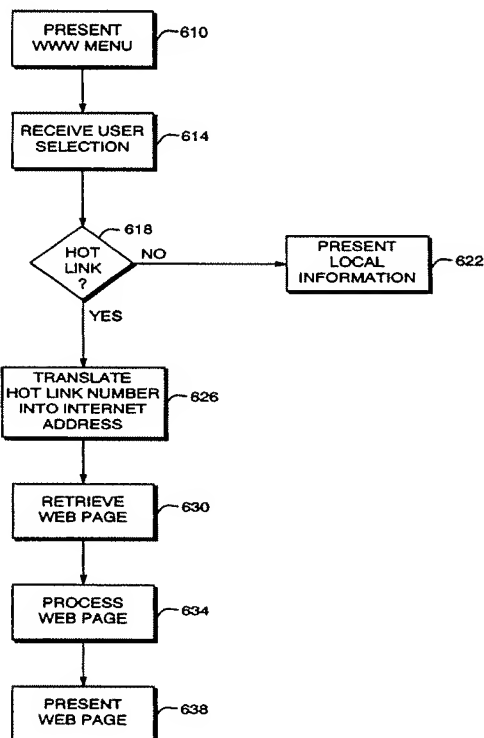 PRESENT
WWW MENU
610
RECEIVE USER
SELECTION
614
618
HOT
LINK
?
NO
PRESENT
LOCAL
INFORMATION
622
YES
TRANSLATE
HOT LINK NUMBER
INTO INTERNET
ADDRESS
626
RETRIEVE
WEB PAGE
630
PROCESS
WEB PAGE
634
PRESENT
WEB PAGE
638